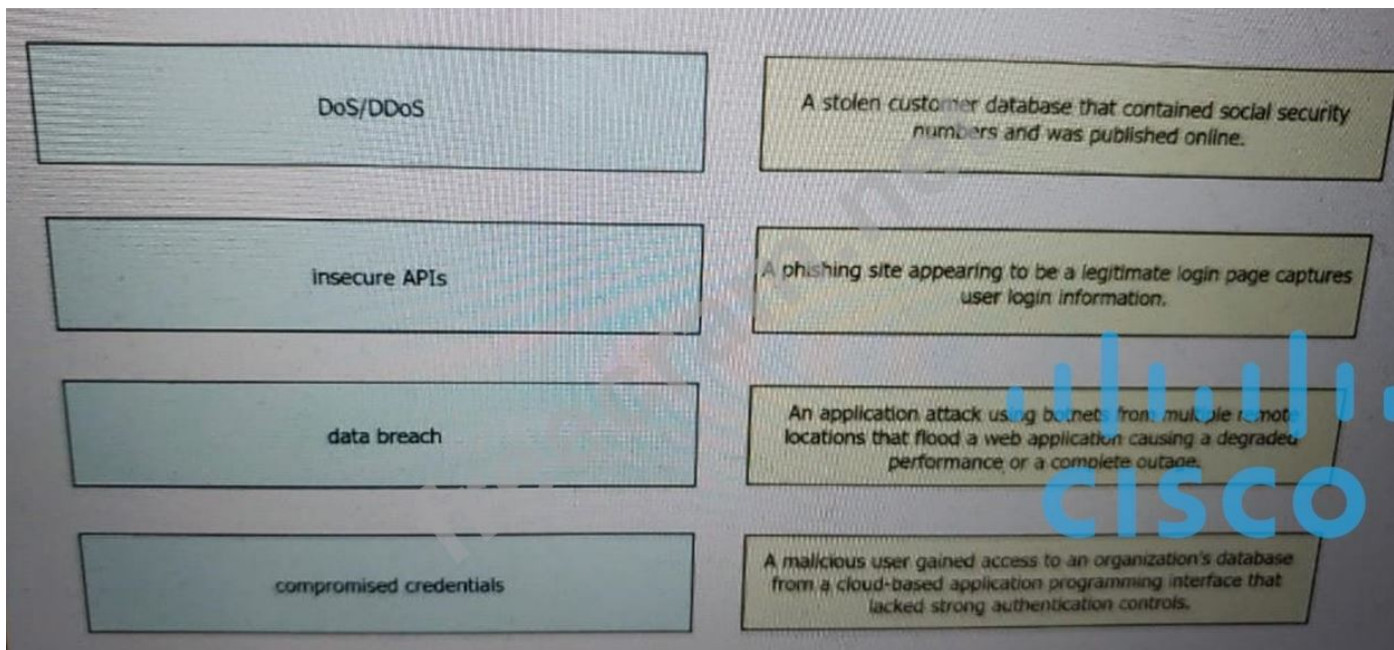 DoS/DDoS
A stolen customer database that contained social security
numbers and was published online.
insecure APIs
A phishing site appearing to be a legitimate login page captures
user login information.
data breach
An application attack using botnets from multiple remote
locations that flood a web application causing a degraded
performance or a complete outage.
CISCO
compromised credentials
A malicious user gained access to an organization's database
from a cloud-based application programming interface that
lacked strong authentication controls.